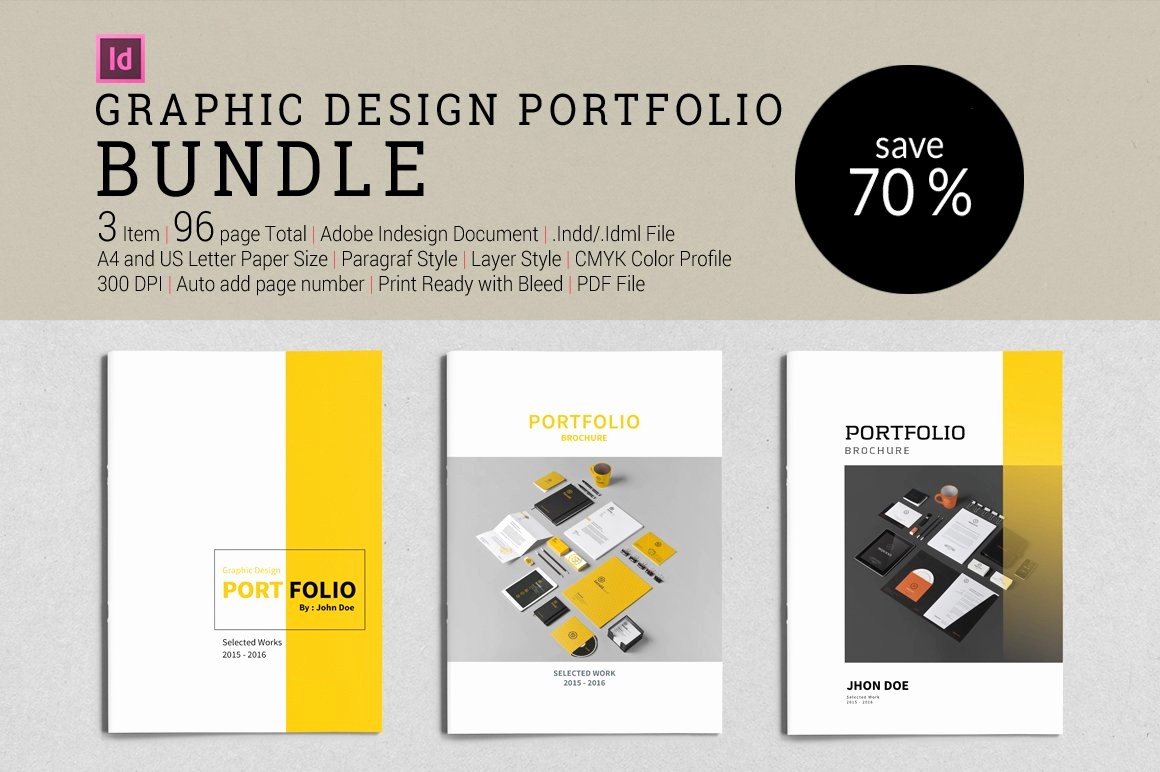 Id
GRAPHIC DESIGN PORTFOLIO
BUNDLE
3 Item | 96 page Total | Adobe Indesign Document | .Indd/.Idml File
A4 and US Letter Paper Size | Paragraf Style | Layer Style | CMYK Color Profile
300 DPI | Auto add page number | Print Ready with Bleed | PDF File
save
70 %
Graphic Design
PORTFOLIO
By : John Doe
Selected Works
2015 - 2016
PORTFOLIO
BROCHURE
SELECTED WORK
2015 - 2016
PORTFOLIO
BROCHURE
JHON DOE
Selected Work
2015 - 2016